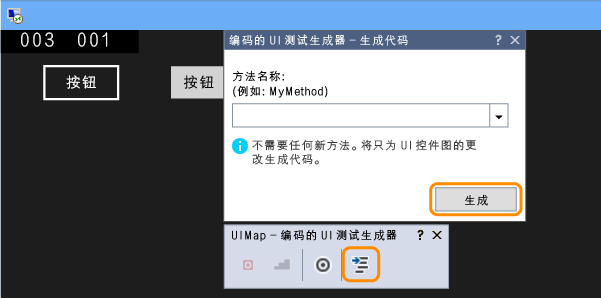 003 001
按钮
按钮
编码的 UI 测试生成器 – 生成代码
方法名称:
(例如: MyMethod)
不需要任何新方法。将只为 UI 控件图的更
改生成代码。
生成
UIMap – 编码的 UI 测试生成器